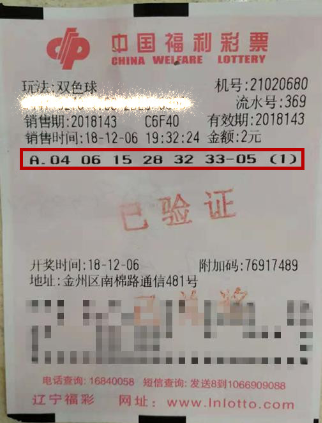 中国福利彩票
CHINA WELFARE LOTTERY
玩法:双色球 机号:21020680
流水号:369
销售期:2018143 C6F40 有效期:2018143
销售时间:18-12-06 19:32:24 金额:2元
A.04 06 15 28 32 33-05 (1)
已验证
开奖时间:18-12-06 附加码:76917489
地址:金州区南棉路通信481号
电话查询:16840058 短信查询:发送8到1066909088
辽宁福彩 网址:www.lnlotto.com